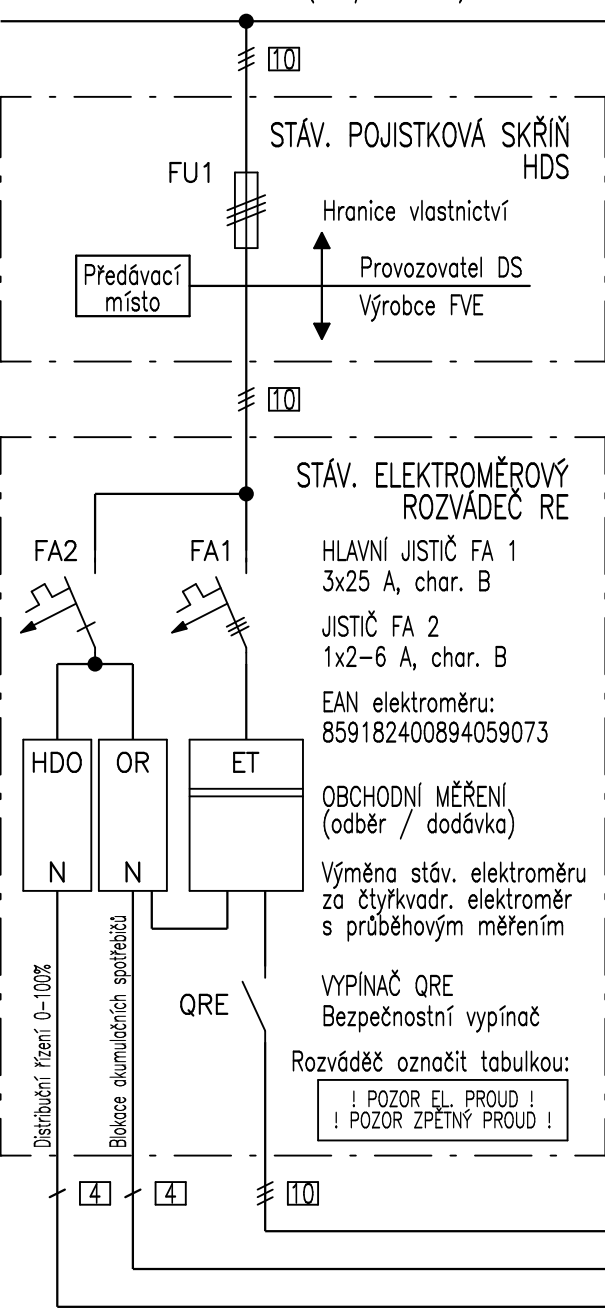 10
STÁV. POJISTKOVÁ SKŘÍŇ
HDS
FU1
Hranice vlastnictví
Předávací
místo
Provozovatel DS
Výrobce FVE
10
STÁV. ELEKTROMĚROVÝ
ROZVÁDEČ RE
FA2
FA1
HLAVNÍ JISTIČ FA 1
3x25 A, char. B
JISTIČ FA 2
1x2-6 A, char. B
EAN elektroměru:
859182400894059073
HDO
OR
ET
N
N
OBCHODNÍ MĚŘENÍ
(odběr / dodávka)
Výměna stáv. elektroměru
za čtyřkvadr. elektroměr
s průběhovým měřením
Distribuční řízení 0-100%
Blokace akumulačních spotřebičů
QRE
VYPÍNAČ QRE
Bezpečnostní vypínač
Rozváděč označit tabulkou:
! POZOR EL. PROUD !
! POZOR ZPĚTNÝ PROUD !
4
4
10